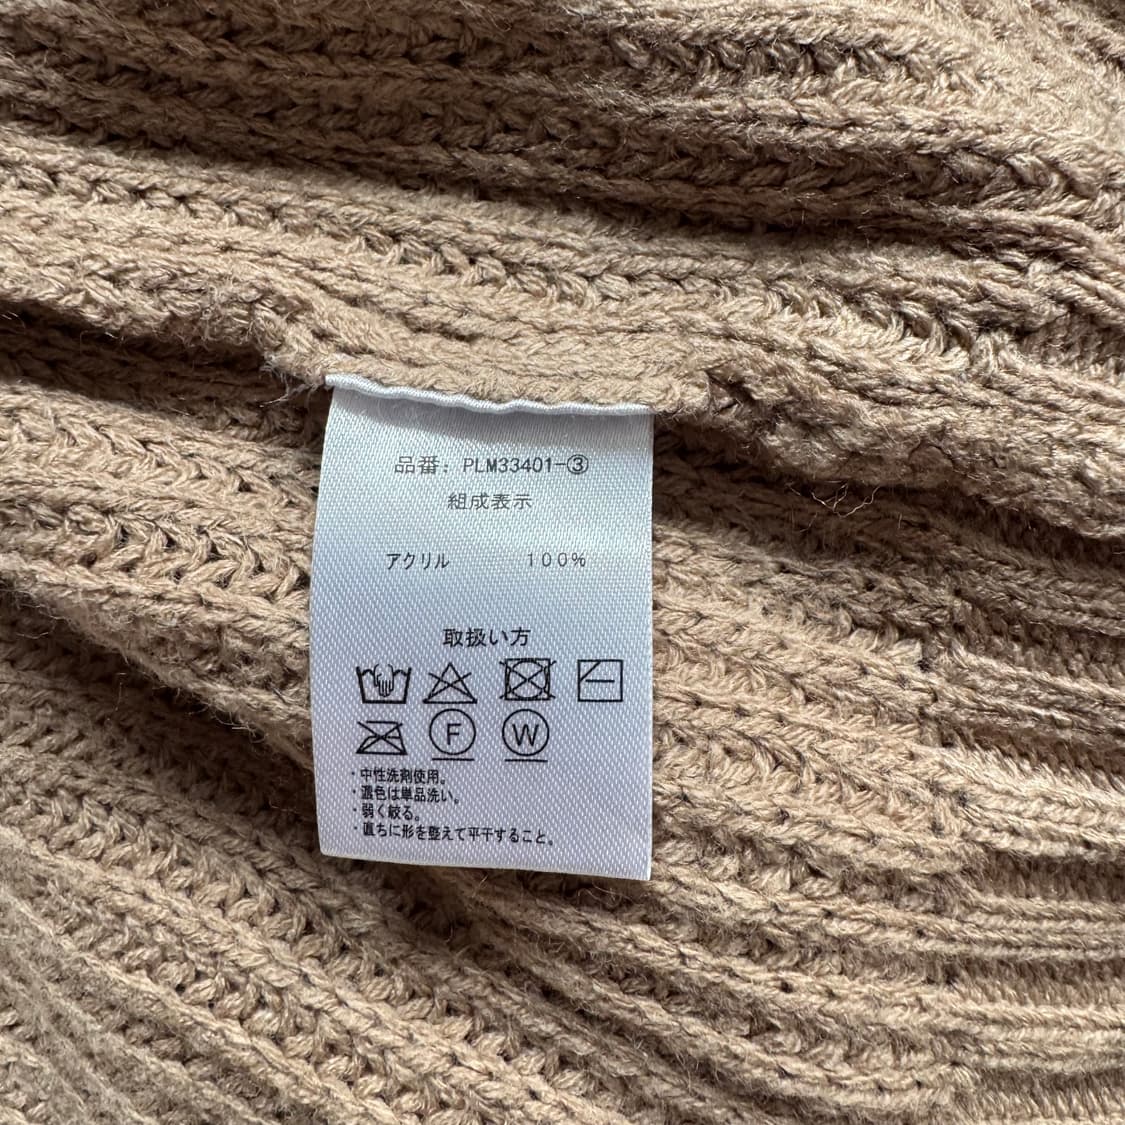 品番: PLM33401-③
組成表示
アクリル 100%
取扱い方
F W
・中性洗剤使用。
・濃色は単品洗い。
・弱く絞る。
・直ちに形を整えて平干すること。